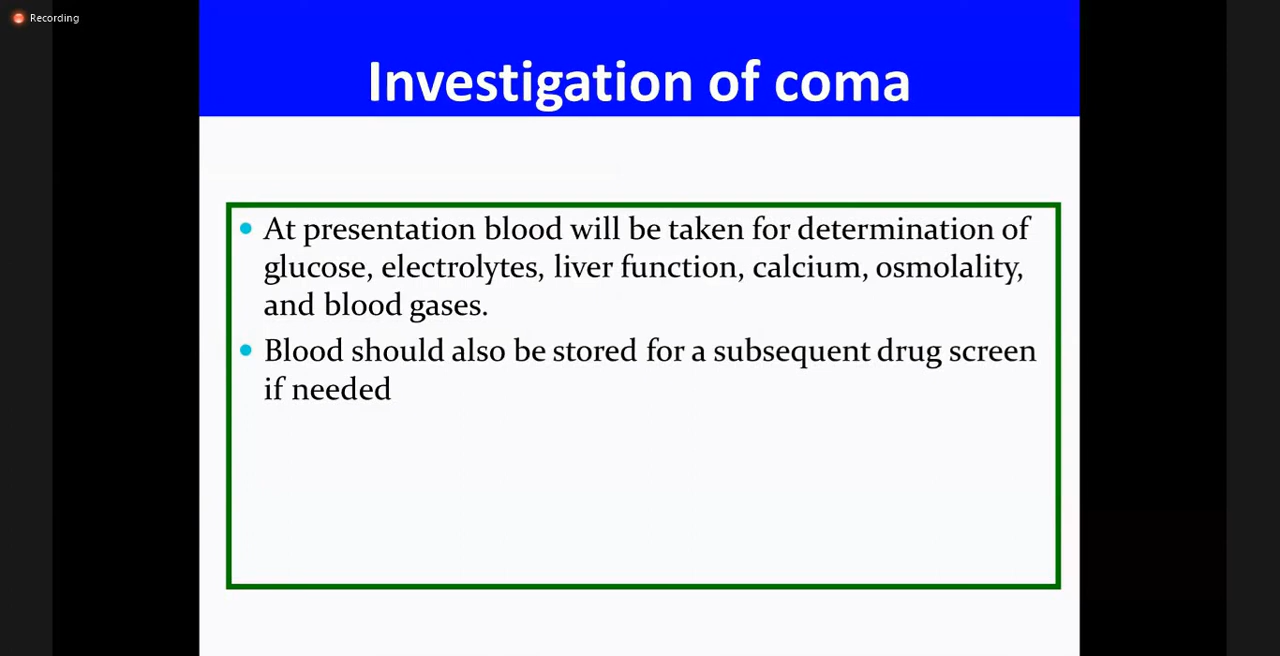 Recording
Investigation of coma
• At presentation blood will be taken for determination of
glucose, electrolytes, liver function, calcium, osmolality,
and blood gases.
• Blood should also be stored for a subsequent drug screen
if needed